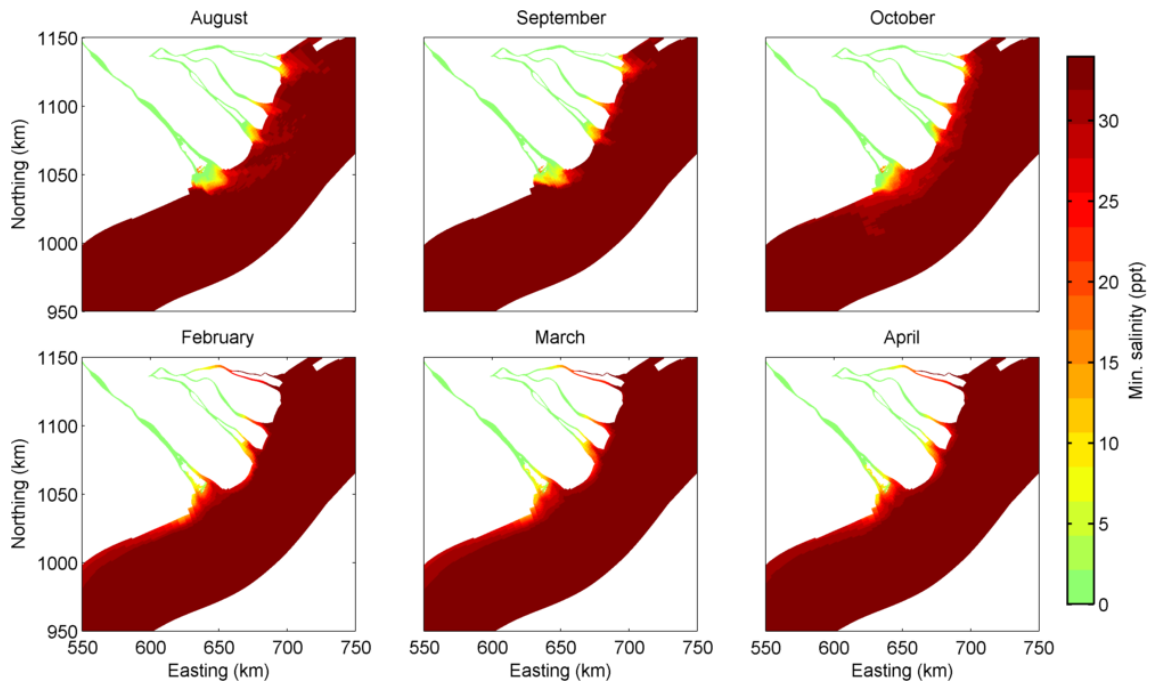 August
September
October
1150
1100
1050
1000
950
Northing (km)
February
March
April
1150
1100
1050
1000
950
Northing (km)
550
600
650
700
750
550
600
650
700
750
550
600
650
700
750
Easting (km)
Easting (km)
Easting (km)
30
25
20
15
10
5
0
Min. salinity (ppt)